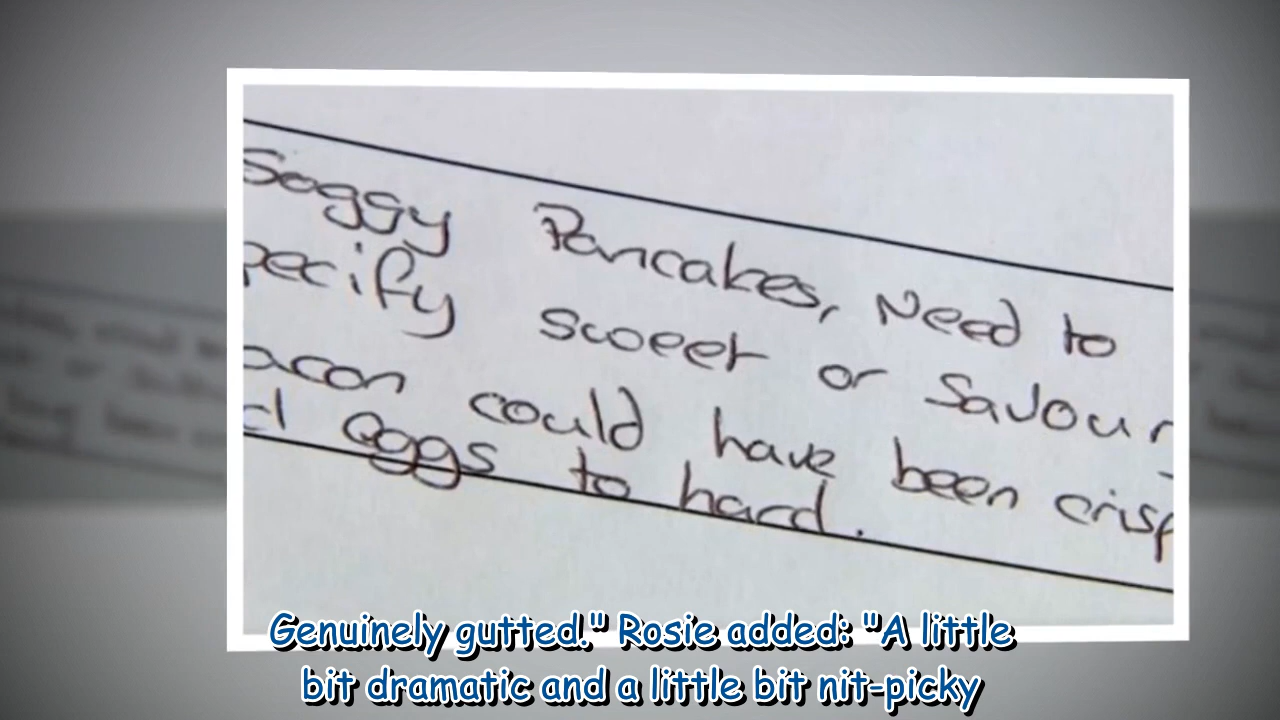 Soggy Pancakes, Need to
pecify sweet or Savour
acon could have been crisp
d eggs to hard.
Genuinely gutted." Rosie added: "A little
bit dramatic and a little bit nit-picky